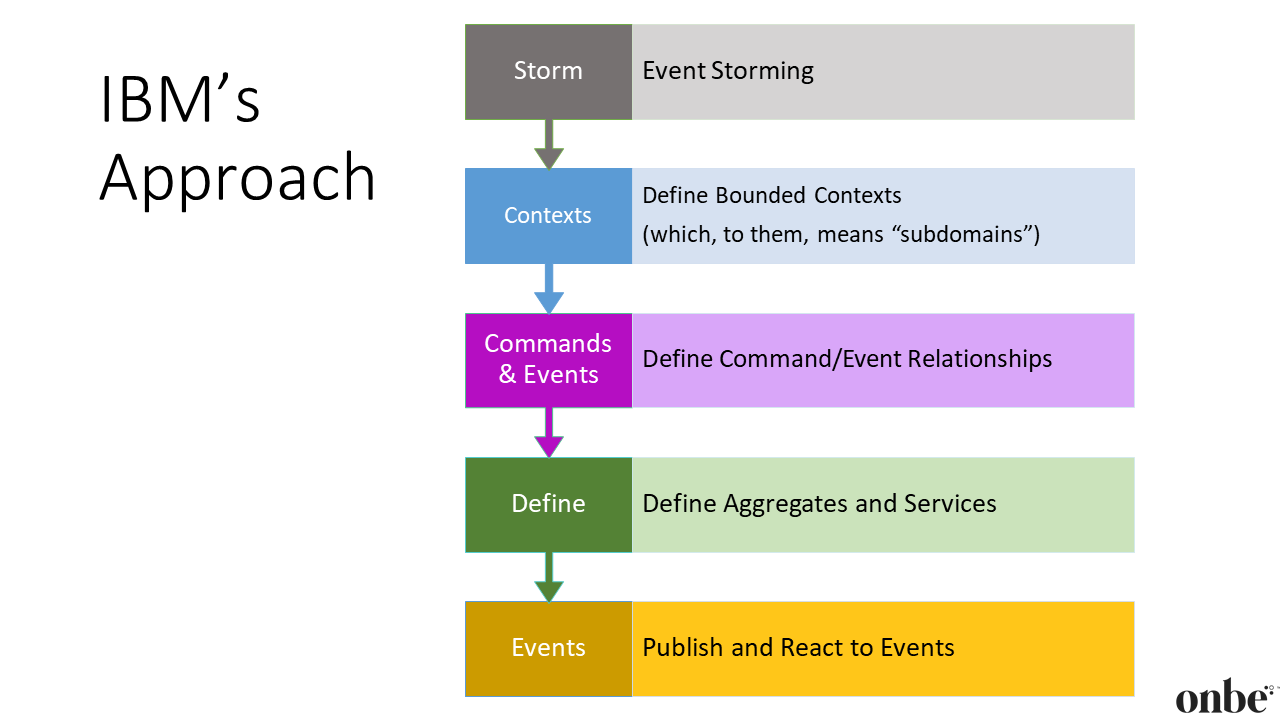 IBM’s
Approach
Storm
Event Storming
Contexts
Define Bounded Contexts
(which, to them, means “subdomains”)
Commands
& Events
Define Command/Event Relationships
Define
Define Aggregates and Services
Events
Publish and React to Events
onbe